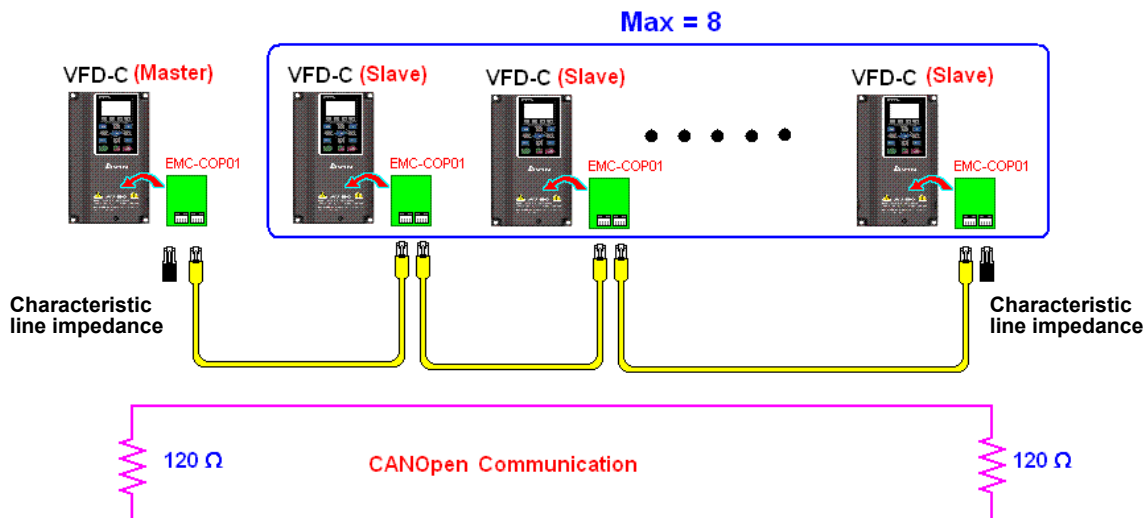 Max = 8
VFD-C (Master)
VFD-C (Slave)
VFD-C (Slave)
VFD-C (Slave)
EMC-COP01
EMC-COP01
EMC-COP01
EMC-COP01
Characteristic
line impedance
Characteristic
line impedance
120 Ω
CANOpen Communication
120 Ω